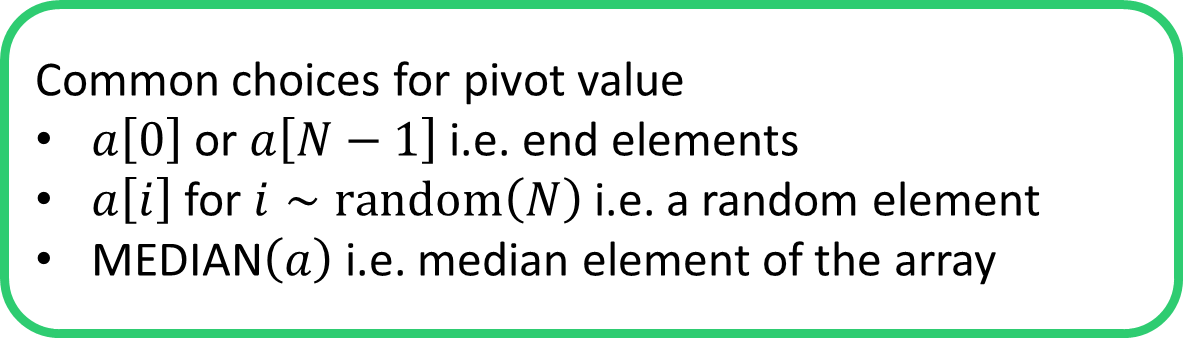 Common choices for pivot value
• a[0] or a[N − 1] i.e. end elements
• a[i] for i ~ random(N) i.e. a random element
• MEDIAN(a) i.e. median element of the array